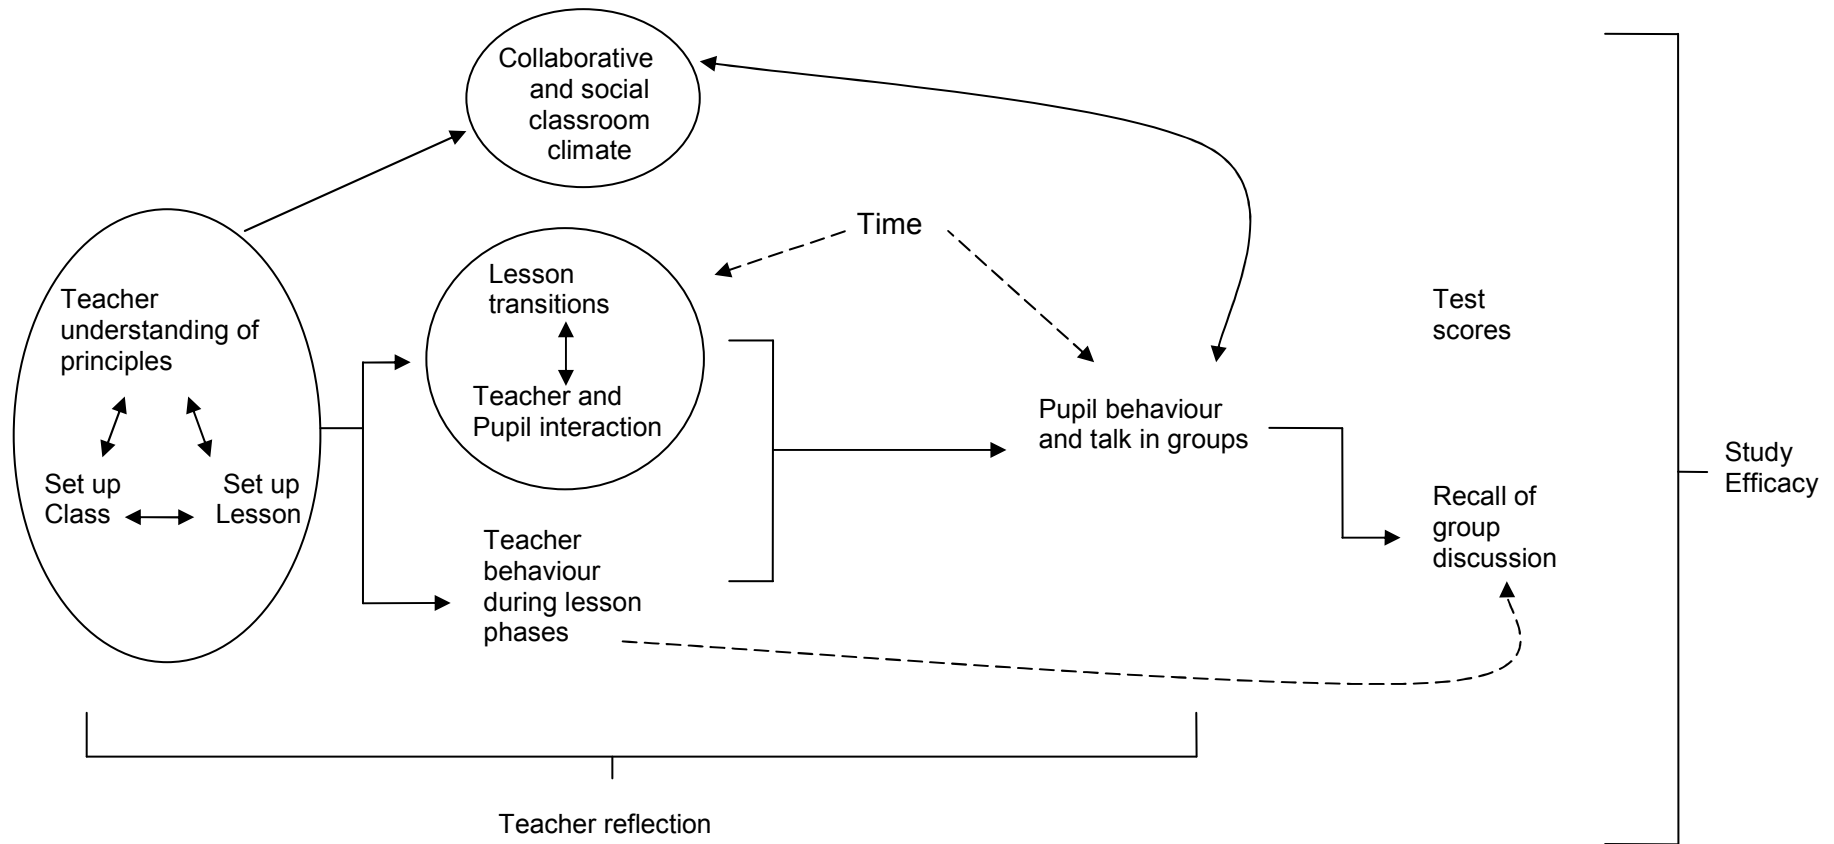 Collaborative
and social
classroom
climate
Time
Lesson
transitions
Teacher and
Pupil interaction
Teacher
understanding of
principles
Set up
Class
Set up
Lesson
Teacher
behaviour
during lesson
phases
Pupil behaviour
and talk in groups
Test
scores
Recall of
group
discussion
Study
Efficacy
Teacher reflection